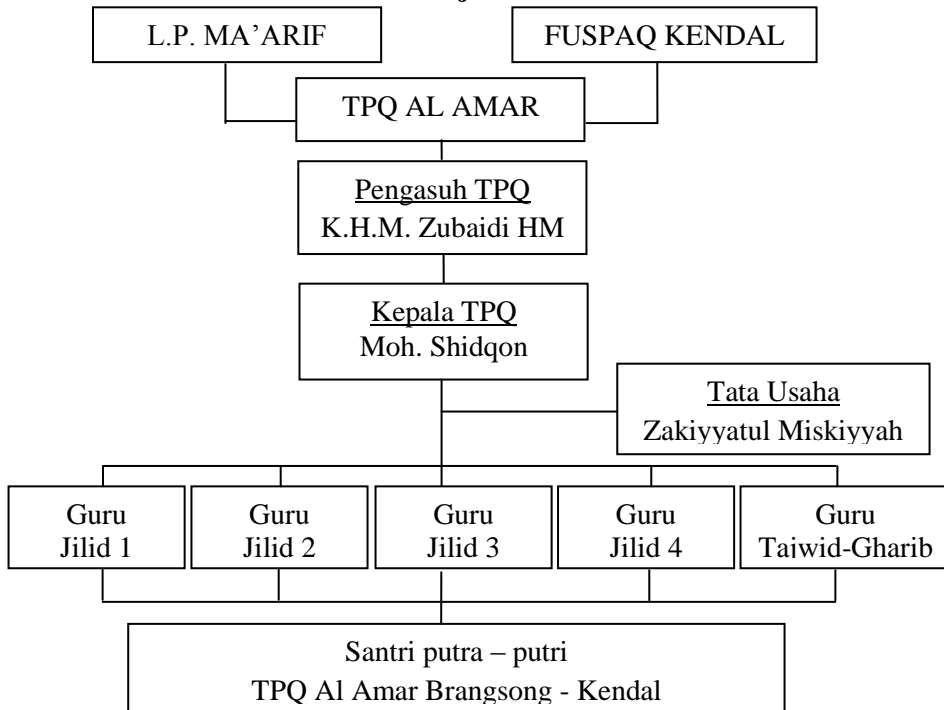 L.P. MA’ARIF
FUSPAQ KENDAL
TPQ AL AMAR
Pengasuh TPQ
K.H.M. Zubaidi HM
Kepala TPQ
Moh. Shidqon
Tata Usaha
Zakiyyatul Miskiyyah
Guru
Jilid 1
Guru
Jilid 2
Guru
Jilid 3
Guru
Jilid 4
Guru
Tajwid-Gharib
Santri putra – putri
TPQ Al Amar Brangsong - Kendal